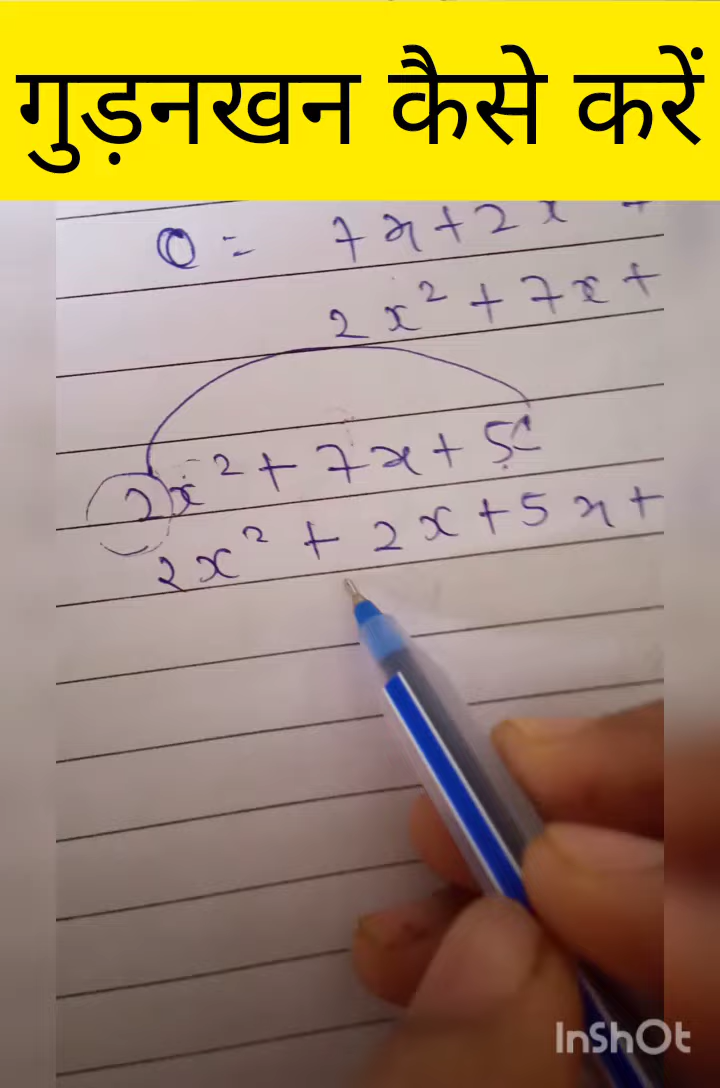 गुड़नखन कैसे करें
0 = 7x + 2x +
2x² + 7x +
2x² + 7x + 5
2x² + 2x + 5x +
InShOt